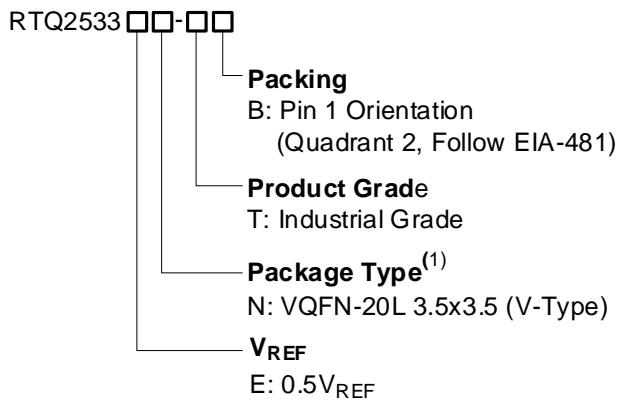 RTQ2533□□-□□
Packing
B: Pin 1 Orientation
(Quadrant 2, Follow EIA-481)
Product Grade
T: Industrial Grade
Package Type(1)
N: VQFN-20L 3.5x3.5 (V-Type)
VREF
E: 0.5VREF